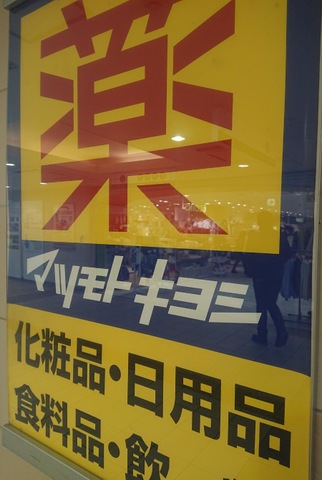 薬
マツモトキヨシ
化粧品・日用品
食料品・飲